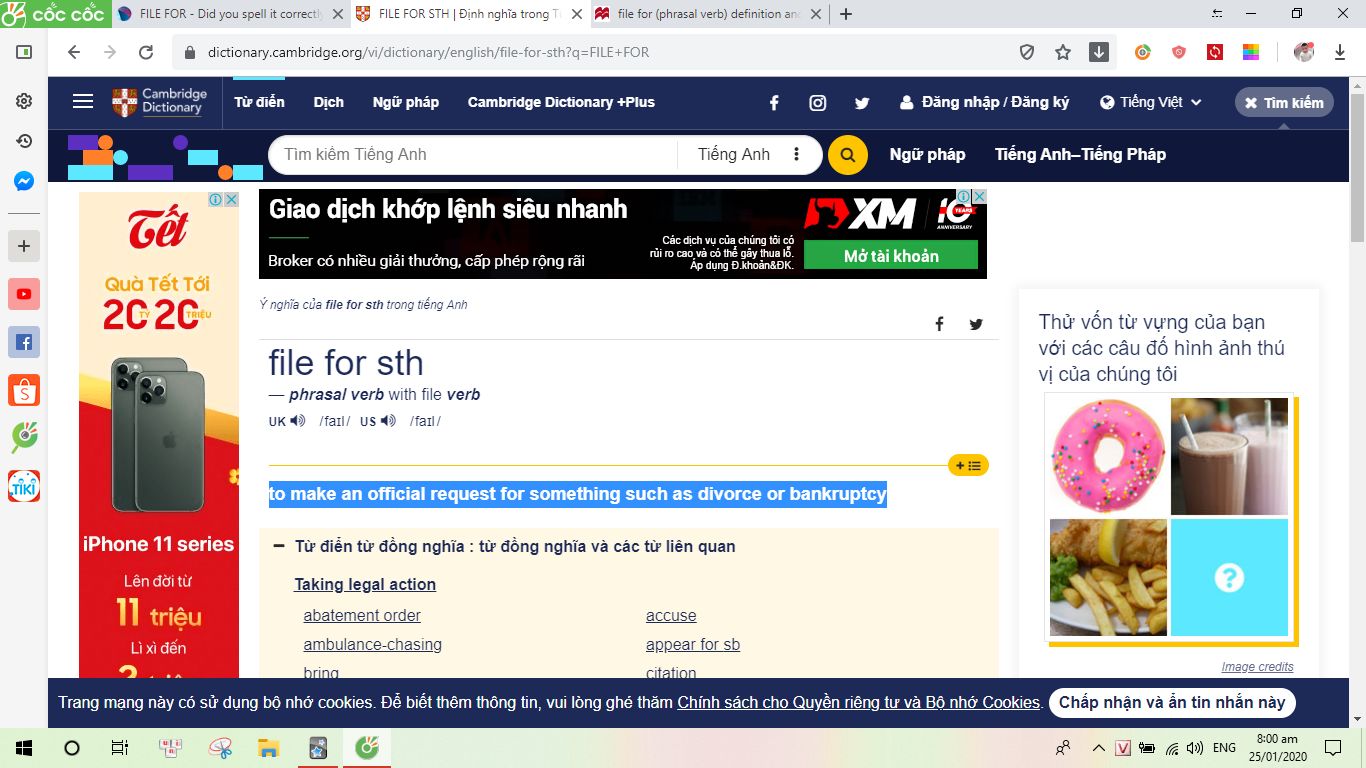 cốc cốc
FILE FOR - Did you spell it correctly
FILE FOR STH | Định nghĩa trong T
file for (phrasal verb) definition and
dictionary.cambridge.org/vi/dictionary/english/file-for-sth?q=FILE+FOR
Cambridge
Dictionary
Từ điển
Dịch
Ngữ pháp
Cambridge Dictionary +Plus
Đăng nhập / Đăng ký
Tiếng Việt
Tìm kiếm
Tìm kiếm Tiếng Anh
Tiếng Anh
Ngữ pháp
Tiếng Anh–Tiếng Pháp
Tết
Quà Tết Tới
20 TỶ 20 TRIỆU
iPhone 11 series
Lên đời từ
11 triệu
Lì xì đến
Giao dịch khớp lệnh siêu nhanh
Broker có nhiều giải thưởng, cấp phép rộng rãi
Các dịch vụ của chúng tôi có
rủi ro cao và có thể gây thua lỗ.
Áp dụng Đ.khoản&ĐK.
XM
10
YEARS
ANNIVERSARY
Mở tài khoản
Ý nghĩa của file for sth trong tiếng Anh
file for sth
— phrasal verb with file verb
UK /faɪl/ US /faɪl/
to make an official request for something such as divorce or bankruptcy
Từ điển từ đồng nghĩa : từ đồng nghĩa và các từ liên quan
Taking legal action
abatement order
accuse
ambulance-chasing
appear for sb
bring
citation
Thử vốn từ vựng của bạn
với các câu đố hình ảnh thú
vị của chúng tôi
?
Image credits
Trang mạng này có sử dụng bộ nhớ cookies. Để biết thêm thông tin, vui lòng ghé thăm Chính sách cho Quyền riêng tư và Bộ nhớ Cookies.
Chấp nhận và ẩn tin nhắn này
TIKI
V
ENG
8:00 am
25/01/2020